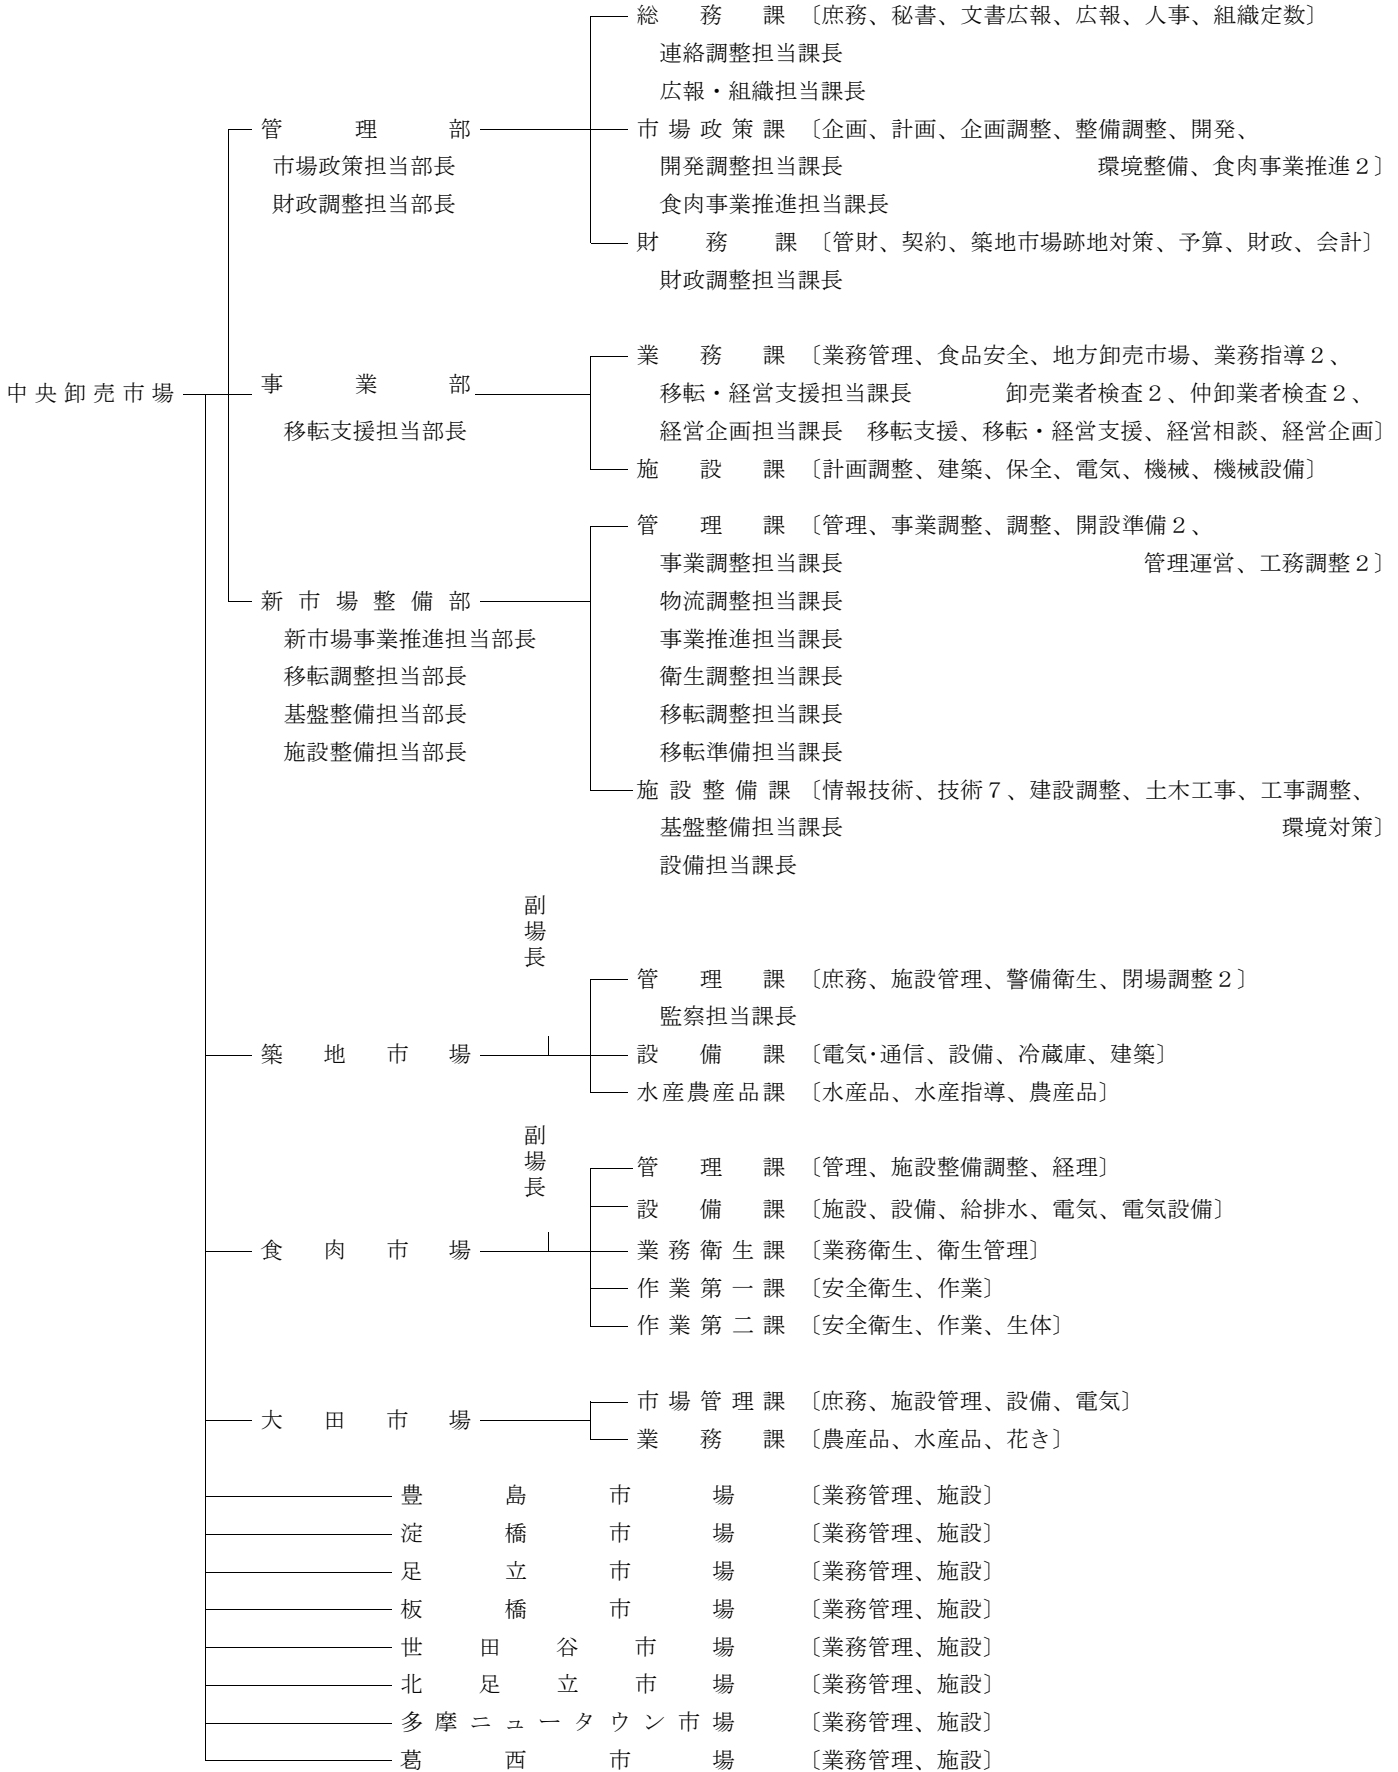 総務課 〔庶務、秘書、文書広報、広報、人事、組織定数〕
連絡調整担当課長
広報・組織担当課長
管理部
市場政策課 〔企画、計画、企画調整、整備調整、開発、
市場政策担当部長
開発調整担当課長 環境整備、食肉事業推進２〕
財政調整担当部長
食肉事業推進担当課長
財務課 〔管財、契約、築地市場跡地対策、予算、財政、会計〕
財政調整担当課長
業務課 〔業務管理、食品安全、地方卸売市場、業務指導２、
中央卸売市場
事業部
移転・経営支援担当課長 卸売業者検査２、仲卸業者検査２、
移転支援担当部長
経営企画担当課長 移転支援、移転・経営支援、経営相談、経営企画〕
施設課 〔計画調整、建築、保全、電気、機械、機械設備〕
管理課 〔管理、事業調整、調整、開設準備２、
事業調整担当課長 管理運営、工務調整２〕
新市場整備部
物流調整担当課長
新市場事業推進担当部長
事業推進担当課長
移転調整担当部長
衛生調整担当課長
基盤整備担当部長
移転調整担当課長
施設整備担当部長
移転準備担当課長
施設整備課 〔情報技術、技術７、建設調整、土木工事、工事調整、
基盤整備担当課長 環境対策〕
設備担当課長
副場長
管理課 〔庶務、施設管理、警備衛生、閉場調整２〕
監察担当課長
築地市場
設備課 〔電気・通信、設備、冷蔵庫、建築〕
水産農産品課 〔水産品、水産指導、農産品〕
副場長
管理課 〔管理、施設整備調整、経理〕
設備課 〔施設、設備、給排水、電気、電気設備〕
食肉市場
業務衛生課 〔業務衛生、衛生管理〕
作業第一課 〔安全衛生、作業〕
作業第二課 〔安全衛生、作業、生体〕
市場管理課 〔庶務、施設管理、設備、電気〕
大田市場
業務課 〔農産品、水産品、花き〕
豊島市場 〔業務管理、施設〕
淀橋市場 〔業務管理、施設〕
足立市場 〔業務管理、施設〕
板橋市場 〔業務管理、施設〕
世田谷市場 〔業務管理、施設〕
北足立市場 〔業務管理、施設〕
多摩ニュータウン市場 〔業務管理、施設〕
葛西市場 〔業務管理、施設〕